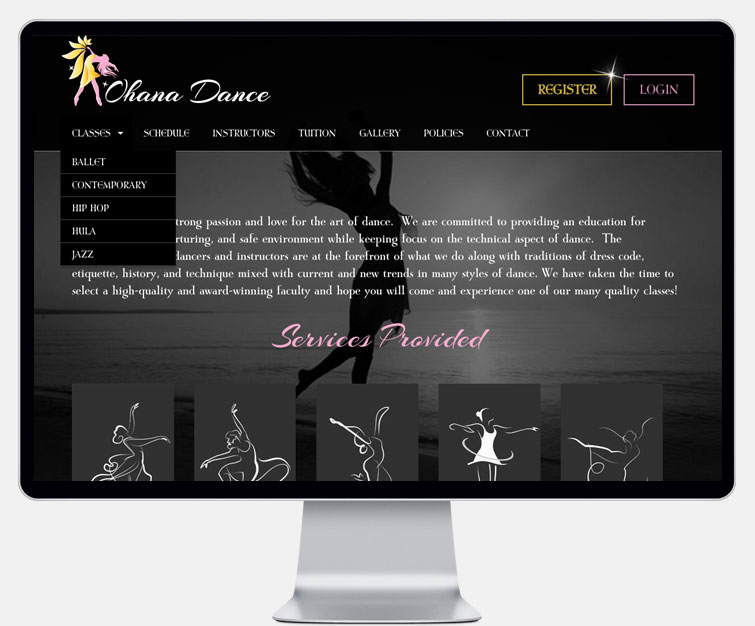 Ohana Dance
REGISTER
LOGIN
CLASSES
SCHEDULE
INSTRUCTORS
TUITION
GALLERY
POLICIES
CONTACT
BALLET
CONTEMPORARY
HIP HOP
HULA
JAZZ
passion and love for the art of dance. We are committed to providing an education for
and safe environment while keeping focus on the technical aspect of dance. The
dancers and instructors are at the forefront of what we do along with traditions of dress code,
etiquette, history, and technique mixed with current and new trends in many styles of dance. We have taken the time to
select a high-quality and award-winning faculty and hope you will come and experience one of our many quality classes!
Services Provided